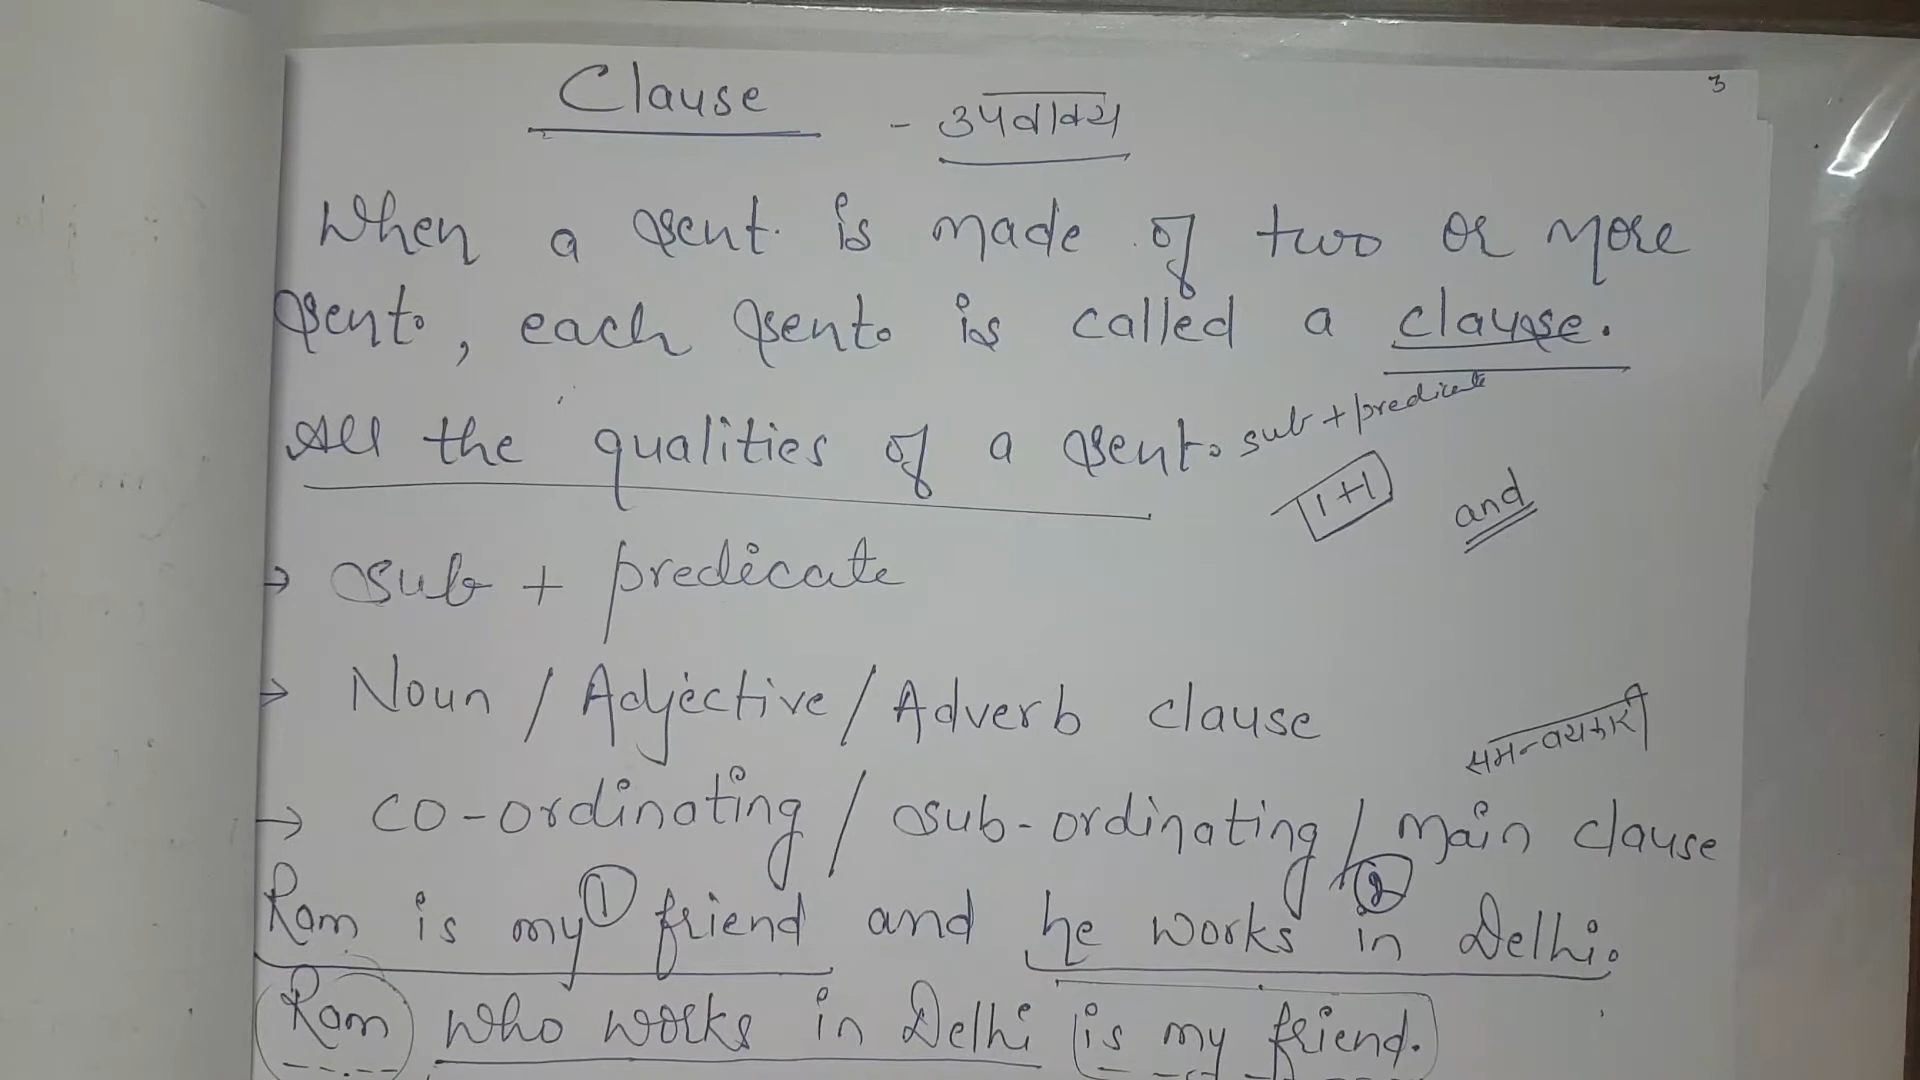 3
Clause - उपवाक्य
When a sent. is made of two or more
sent., each sent. is called a clause.
All the qualities of a sent. sub + predicate
1+1 and
→ sub + predicate
→ Noun / Adjective / Adverb clause
समन्वयकारी
→ co-ordinating / sub-ordinating / Main clause
① ②
Ram is my friend and he works in Delhi.
Ram who works in Delhi is my friend.